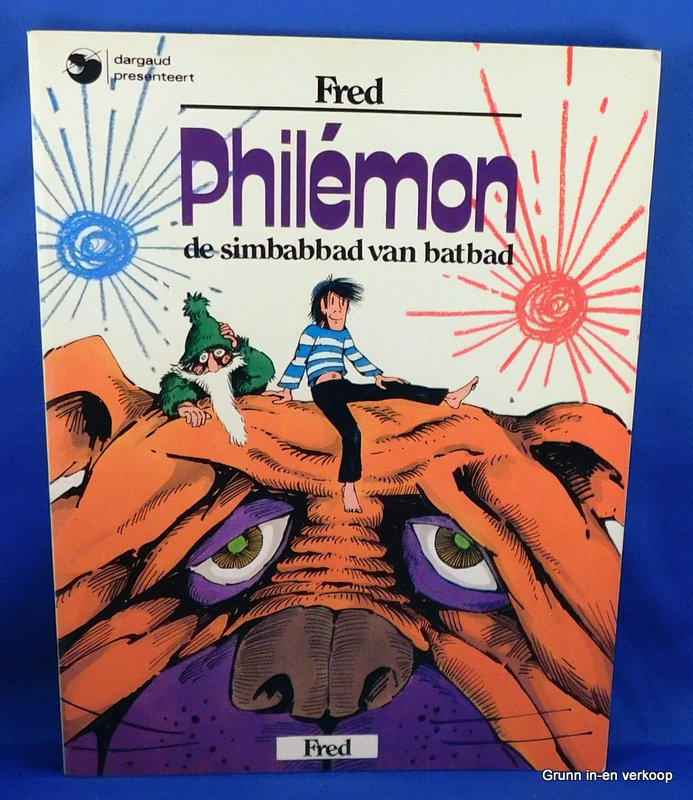 dargaud
presenteert
Fred
Philémon
de simbabbad van batbad
Fred
Grunn in-en verkoop